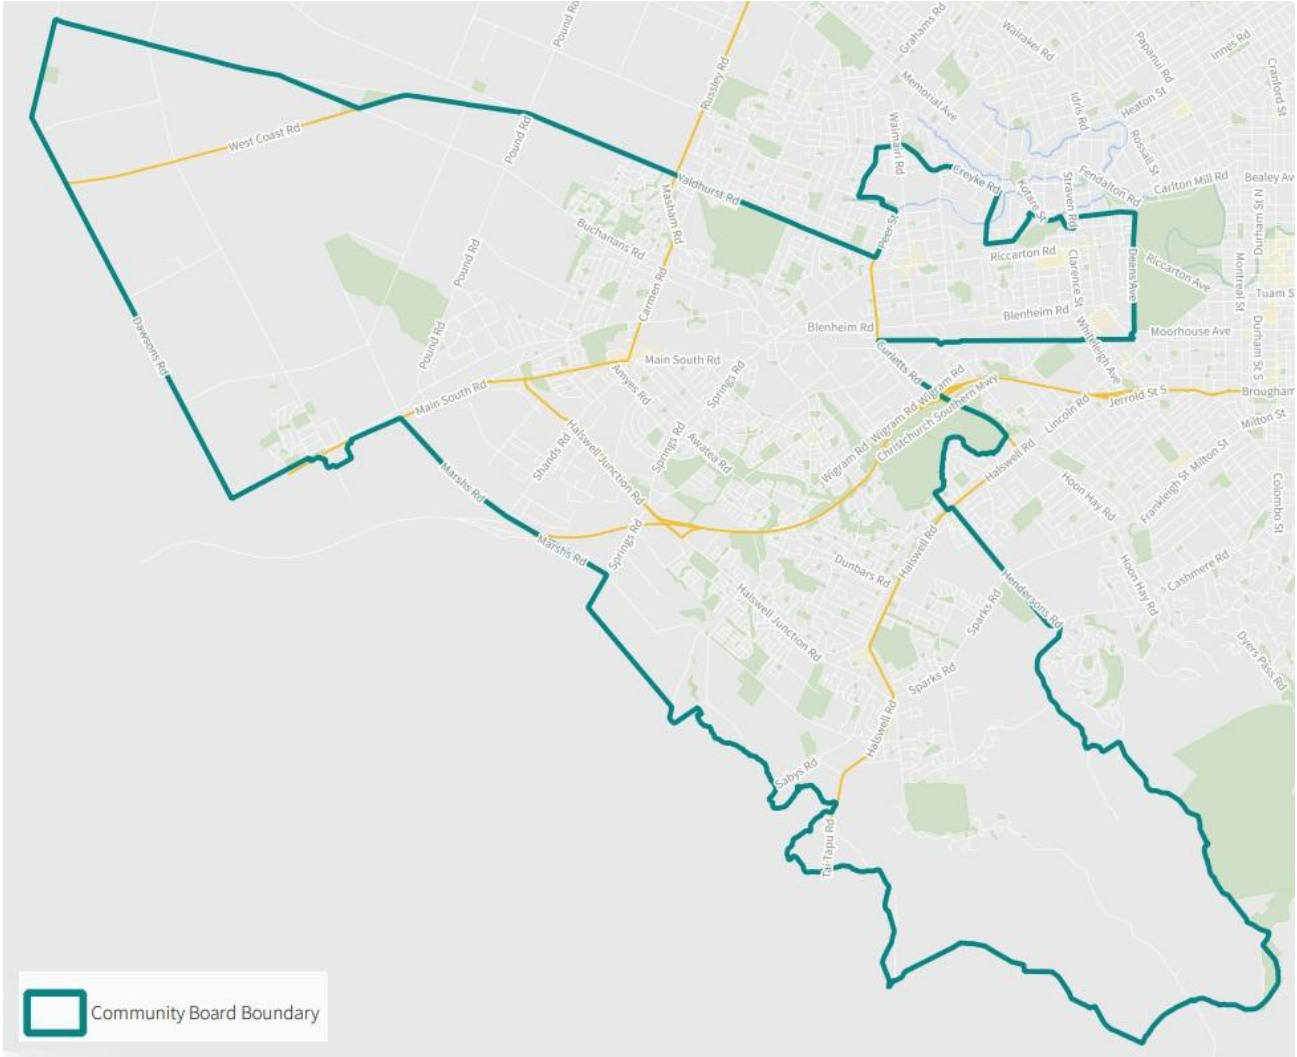 Pound Rd
Grahams Rd
Wairakei Rd
Papanui Rd
Innes Rd
Cranford St
Russley Rd
Memorial Ave
Idris Rd
Heaton St
West Coast Rd
Pound Rd
Waimairi Rd
Rossall St
Fendalton Rd
Carlton Mill Rd
Bealey Av
Yaldhurst Rd
Creyke Rd
Kotare St
Straven Rd
Masham Rd
Peer St
Durham St N
Buchanans Rd
Pound Rd
Riccarton Rd
Clarence St
Deans Ave
Riccarton Ave
Montreal St
Tuam S
Carmen Rd
Dawsons Rd
Pound Rd
Blenheim Rd
Blenheim Rd
Whiteleigh Ave
Moorhouse Ave
Durham St S
Main South Rd
Curletts Rd
Main South Rd
Amyes Rd
Springs Rd
Wigram Rd
Wigram Rd
Christchurch Southern Mwy
Lincoln Rd
Jerrold St S
Brougham
Milton St
Halswell Junction Rd
Shands Rd
Springs Rd
Awatea Rd
Wigram Rd
Halswell Rd
Milton St
Frankleigh St
Hoon Hay Rd
Colombo St
Marshs Rd
Marshs Rd
Springs Rd
Halswell Rd
Dunbars Rd
Hendersons Rd
Hoon Hay Rd
Cashmere Rd
Halswell Junction Rd
Sparks Rd
Sparks Rd
Dyers Pass Rd
Halswell Rd
Sabys Rd
Tai Tapu Rd
Community Board Boundary